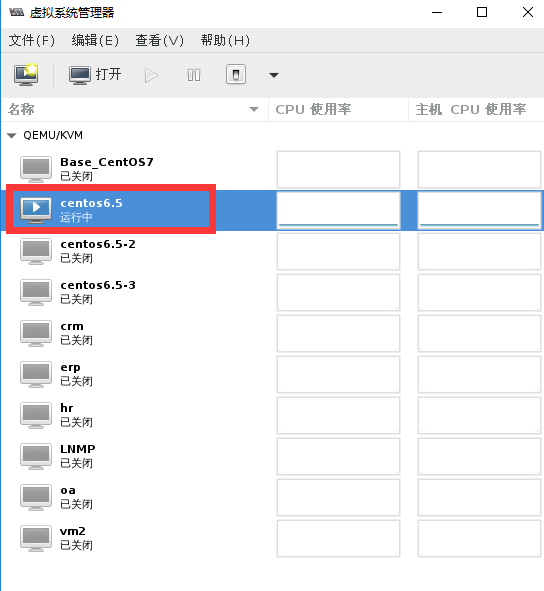 虚拟系统管理器
文件(F) 编辑(E) 查看(V) 帮助(H)
打开
名称 CPU 使用率 主机 CPU 使用率
QEMU/KVM
Base_CentOS7
已关闭
centos6.5
运行中
centos6.5-2
已关闭
centos6.5-3
已关闭
crm
已关闭
erp
已关闭
hr
已关闭
LNMP
已关闭
oa
已关闭
vm2
已关闭